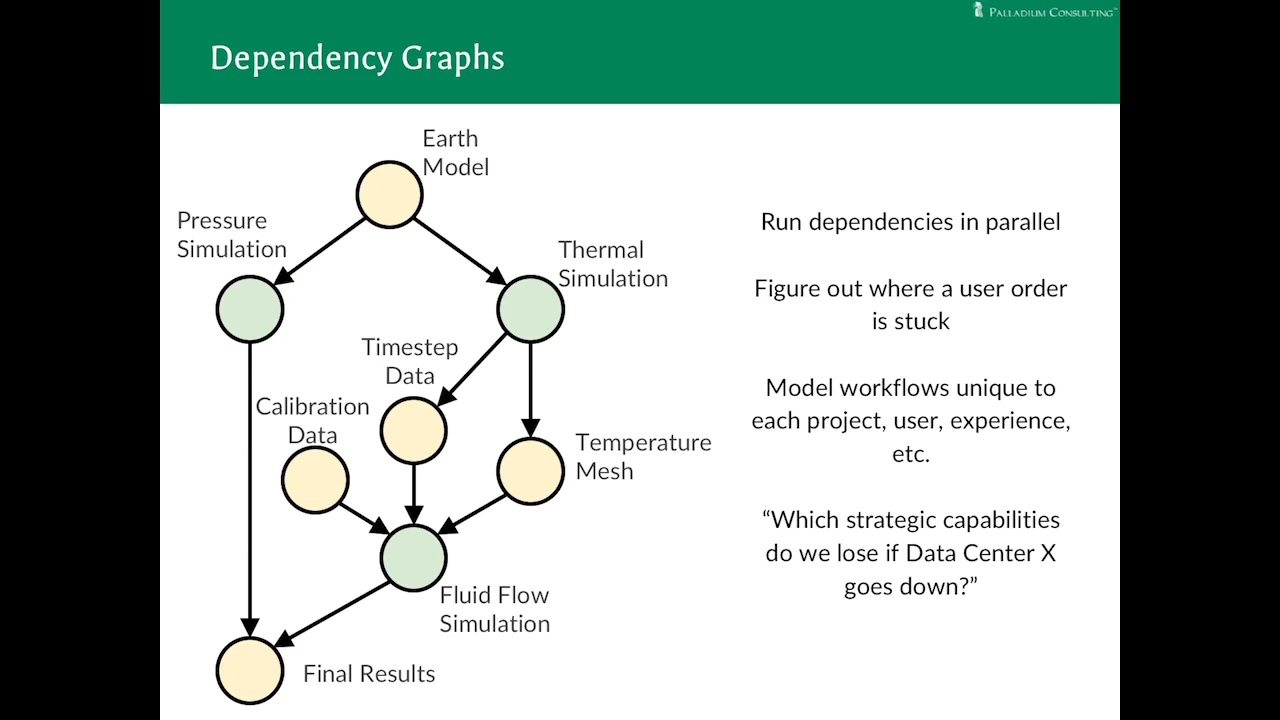 PALLADIUM CONSULTING™
Dependency Graphs
Earth
Model
Pressure
Simulation
Thermal
Simulation
Timestep
Data
Calibration
Data
Temperature
Mesh
Fluid Flow
Simulation
Final Results
Run dependencies in parallel
Figure out where a user order
is stuck
Model workflows unique to
each project, user, experience,
etc.
“Which strategic capabilities
do we lose if Data Center X
goes down?”